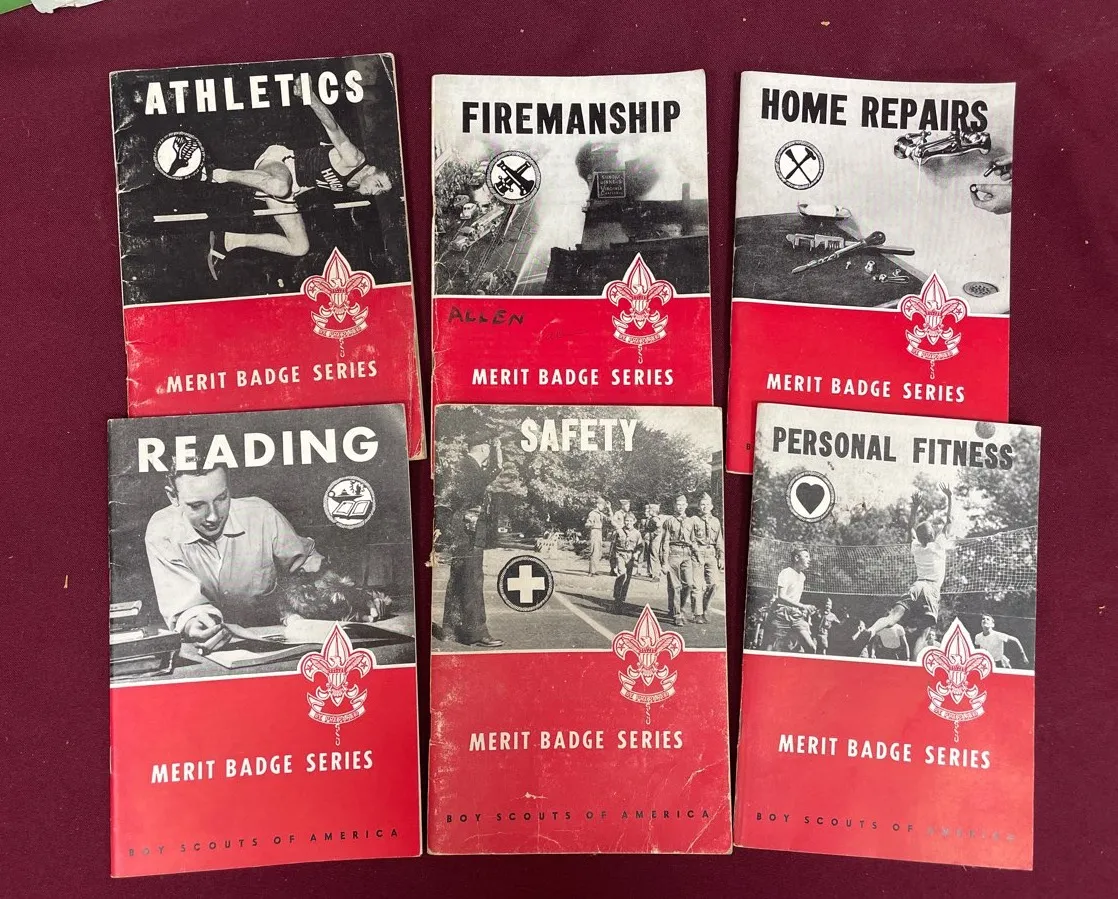 ATHLETICS
MERIT BADGE SERIES
FIREMANSHIP
ALLEN
MERIT BADGE SERIES
HOME REPAIRS
MERIT BADGE SERIES
READING
MERIT BADGE SERIES
BOY SCOUTS OF AMERICA
SAFETY
MERIT BADGE SERIES
BOY SCOUTS OF AMERICA
PERSONAL FITNESS
MERIT BADGE SERIES
BOY SCOUTS OF AMERICA